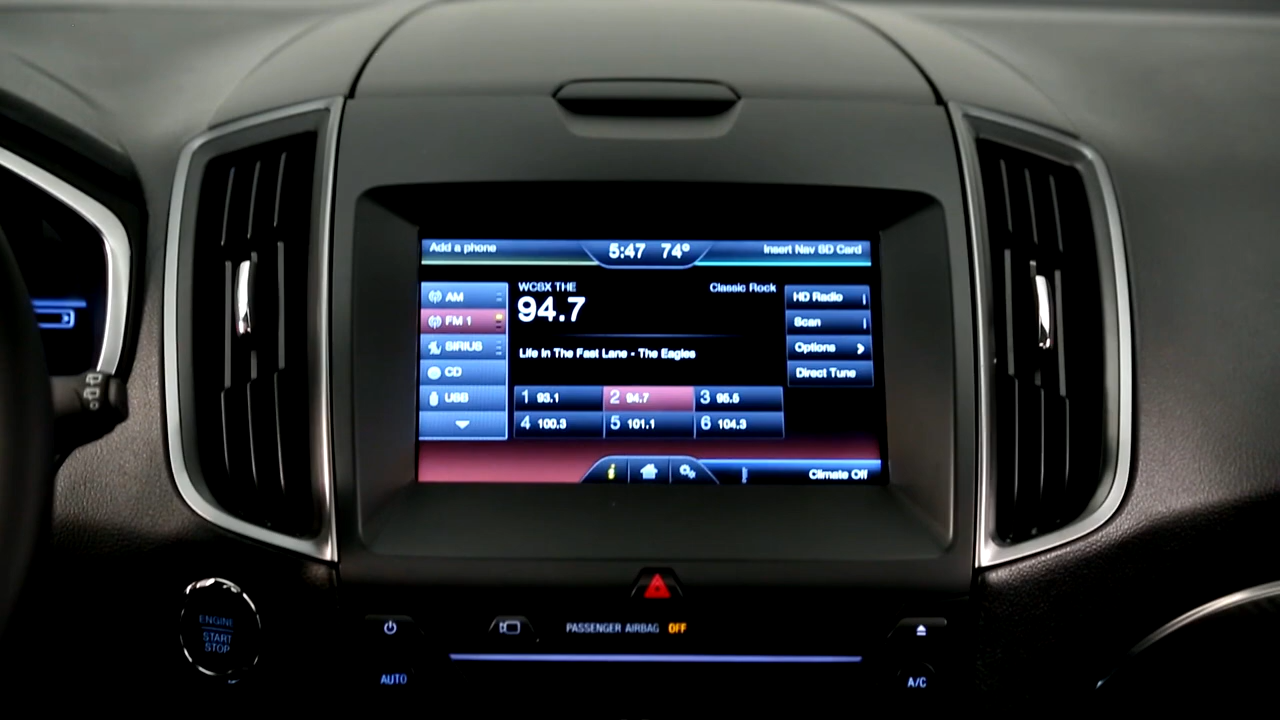 Add a phone 5:47 74° Insert Nav SD Card
AM
FM 1
SIRIUS
CD
USB
WCSX THE
94.7
Classic Rock
Life In The Fast Lane - The Eagles
1 93.1 2 94.7 3 95.5
4 100.3 5 101.1 6 104.3
HD Radio
Scan
Options
Direct Tune
i
Climate Off
ENGINE
START
STOP
PASSENGER AIRBAG OFF
AUTO
A/C